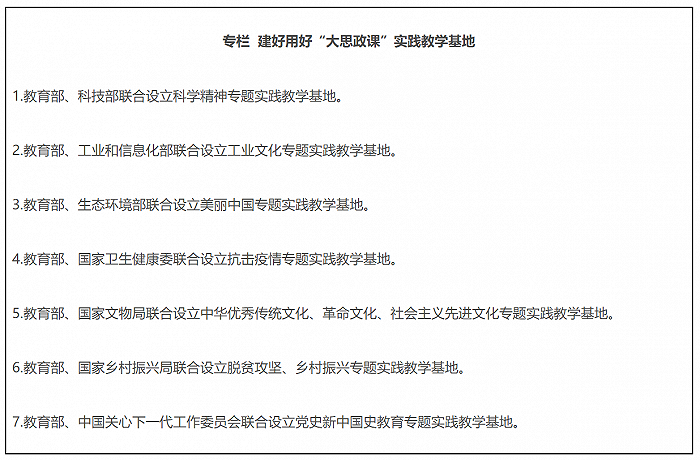 专栏 建好用好“大思政课”实践教学基地
1.教育部、科技部联合设立科学精神专题实践教学基地。
2.教育部、工业和信息化部联合设立工业文化专题实践教学基地。
3.教育部、生态环境部联合设立美丽中国专题实践教学基地。
4.教育部、国家卫生健康委联合设立抗击疫情专题实践教学基地。
5.教育部、国家文物局联合设立中华优秀传统文化、革命文化、社会主义先进文化专题实践教学基地。
6.教育部、国家乡村振兴局联合设立脱贫攻坚、乡村振兴专题实践教学基地。
7.教育部、中国关心下一代工作委员会联合设立党史新中国史教育专题实践教学基地。